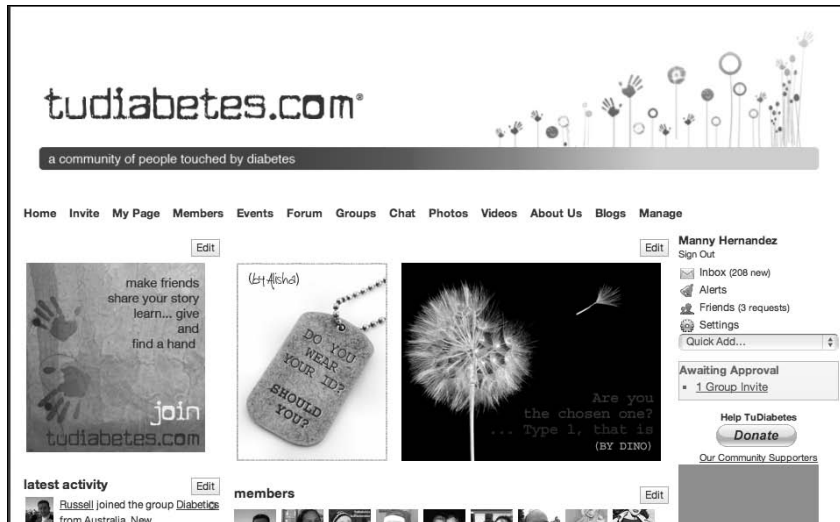 tudiabetes.com®
a community of people touched by diabetes
Home Invite My Page Members Events Forum Groups Chat Photos Videos About Us Blogs Manage
Edit
make friends
share your story
learn... give
and
find a hand
join
tudiabetes.com
(by Alisha)
DO YOU
WEAR
YOUR ID?
SHOULD
YOU?
Edit
Are you
the chosen one?
... Type 1, that is
(BY DINO)
Manny Hernandez
Sign Out
Inbox (208 new)
Alerts
Friends (3 requests)
Settings
Quick Add...
Awaiting Approval
1 Group Invite
Help TuDiabetes
Donate
Our Community Supporters
latest activity
Edit
Russell joined the group Diabetics
from Australia, New
members
Edit